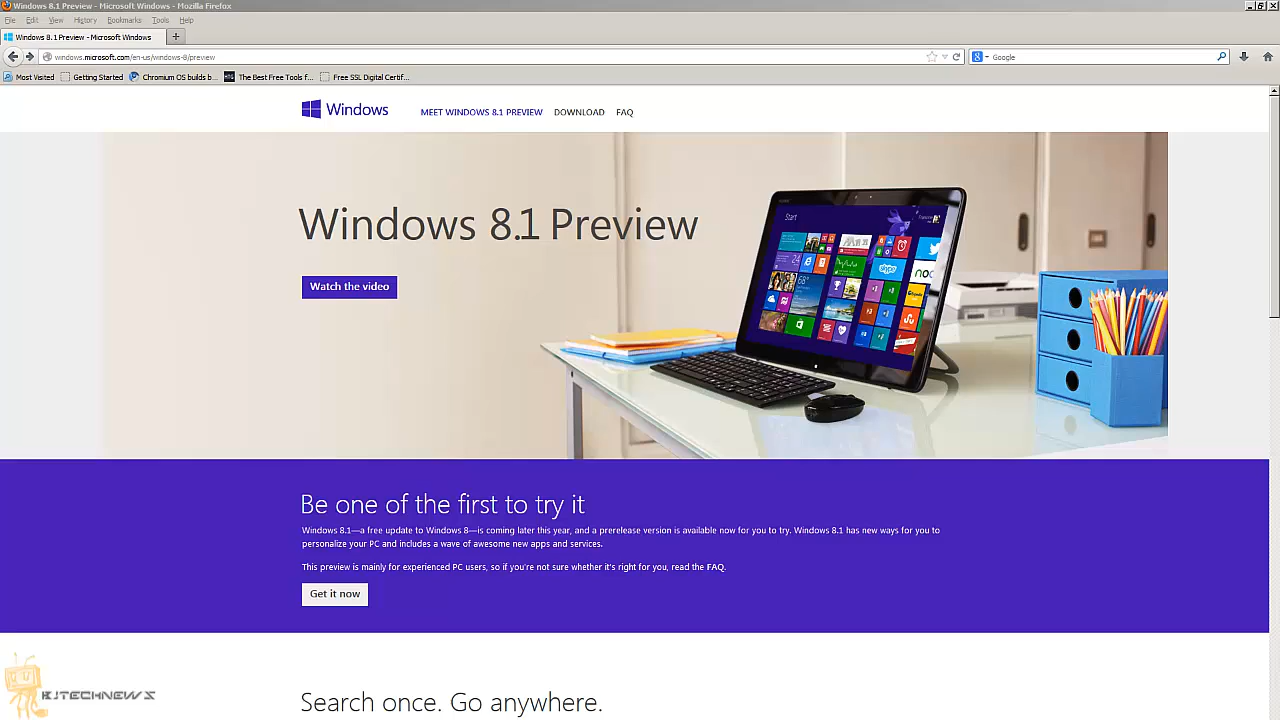 Windows 8.1 Preview - Microsoft Windows - Mozilla Firefox
File Edit View History Bookmarks Tools Help
Windows 8.1 Preview - Microsoft Windows
windows.microsoft.com/en-us/windows-8/preview
Google
Most Visited Getting Started Chromium OS builds b... The Best Free Tools f... Free SSL Digital Certif...
Windows MEET WINDOWS 8.1 PREVIEW DOWNLOAD FAQ
Windows 8.1 Preview
Start
Watch the video
Be one of the first to try it
Windows 8.1—a free update to Windows 8—is coming later this year, and a prerelease version is available now for you to try. Windows 8.1 has new ways for you to
personalize your PC and includes a wave of awesome new apps and services.
This preview is mainly for experienced PC users, so if you're not sure whether it's right for you, read the FAQ.
Get it now
KJTECHNEWS
Search once. Go anywhere.